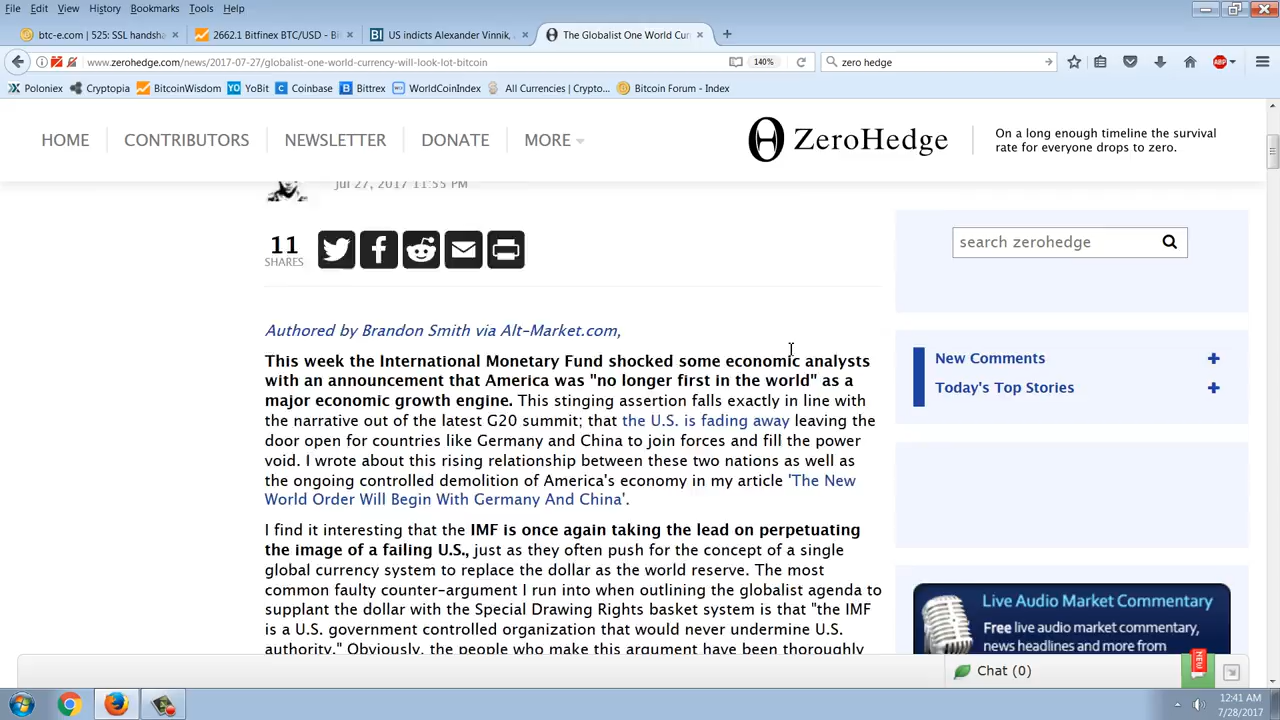 File Edit View History Bookmarks Tools Help
btc-e.com | 525: SSL handsha
2662.1 Bitfinex BTC/USD - Bi
US indicts Alexander Vinnik,
The Globalist One World Cur
www.zerohedge.com/news/2017-07-27/globalist-one-world-currency-will-look-lot-bitcoin
140%
zero hedge
ABP
Poloniex Cryptopia BitcoinWisdom YoBit Coinbase Bittrex WorldCoinIndex All Currencies | Crypto... Bitcoin Forum - Index
HOME CONTRIBUTORS NEWSLETTER DONATE MORE
ZeroHedge
On a long enough timeline the survival
rate for everyone drops to zero.
Jul 27, 2017 11:55 PM
11
SHARES
search zerohedge
Authored by Brandon Smith via Alt-Market.com,
This week the International Monetary Fund shocked some economic analysts
with an announcement that America was "no longer first in the world" as a
major economic growth engine. This stinging assertion falls exactly in line with
the narrative out of the latest G20 summit; that the U.S. is fading away leaving the
door open for countries like Germany and China to join forces and fill the power
void. I wrote about this rising relationship between these two nations as well as
the ongoing controlled demolition of America's economy in my article 'The New
World Order Will Begin With Germany And China'.
I find it interesting that the IMF is once again taking the lead on perpetuating
the image of a failing U.S., just as they often push for the concept of a single
global currency system to replace the dollar as the world reserve. The most
common faulty counter-argument I run into when outlining the globalist agenda to
supplant the dollar with the Special Drawing Rights basket system is that "the IMF
is a U.S. government controlled organization that would never undermine U.S.
authority." Obviously, the people who make this argument have been thoroughly
New Comments
Today's Top Stories
Live Audio Market Commentary
Free live audio market commentary,
news headlines and more from
Chat (0)
NEW
12:41 AM
7/28/2017